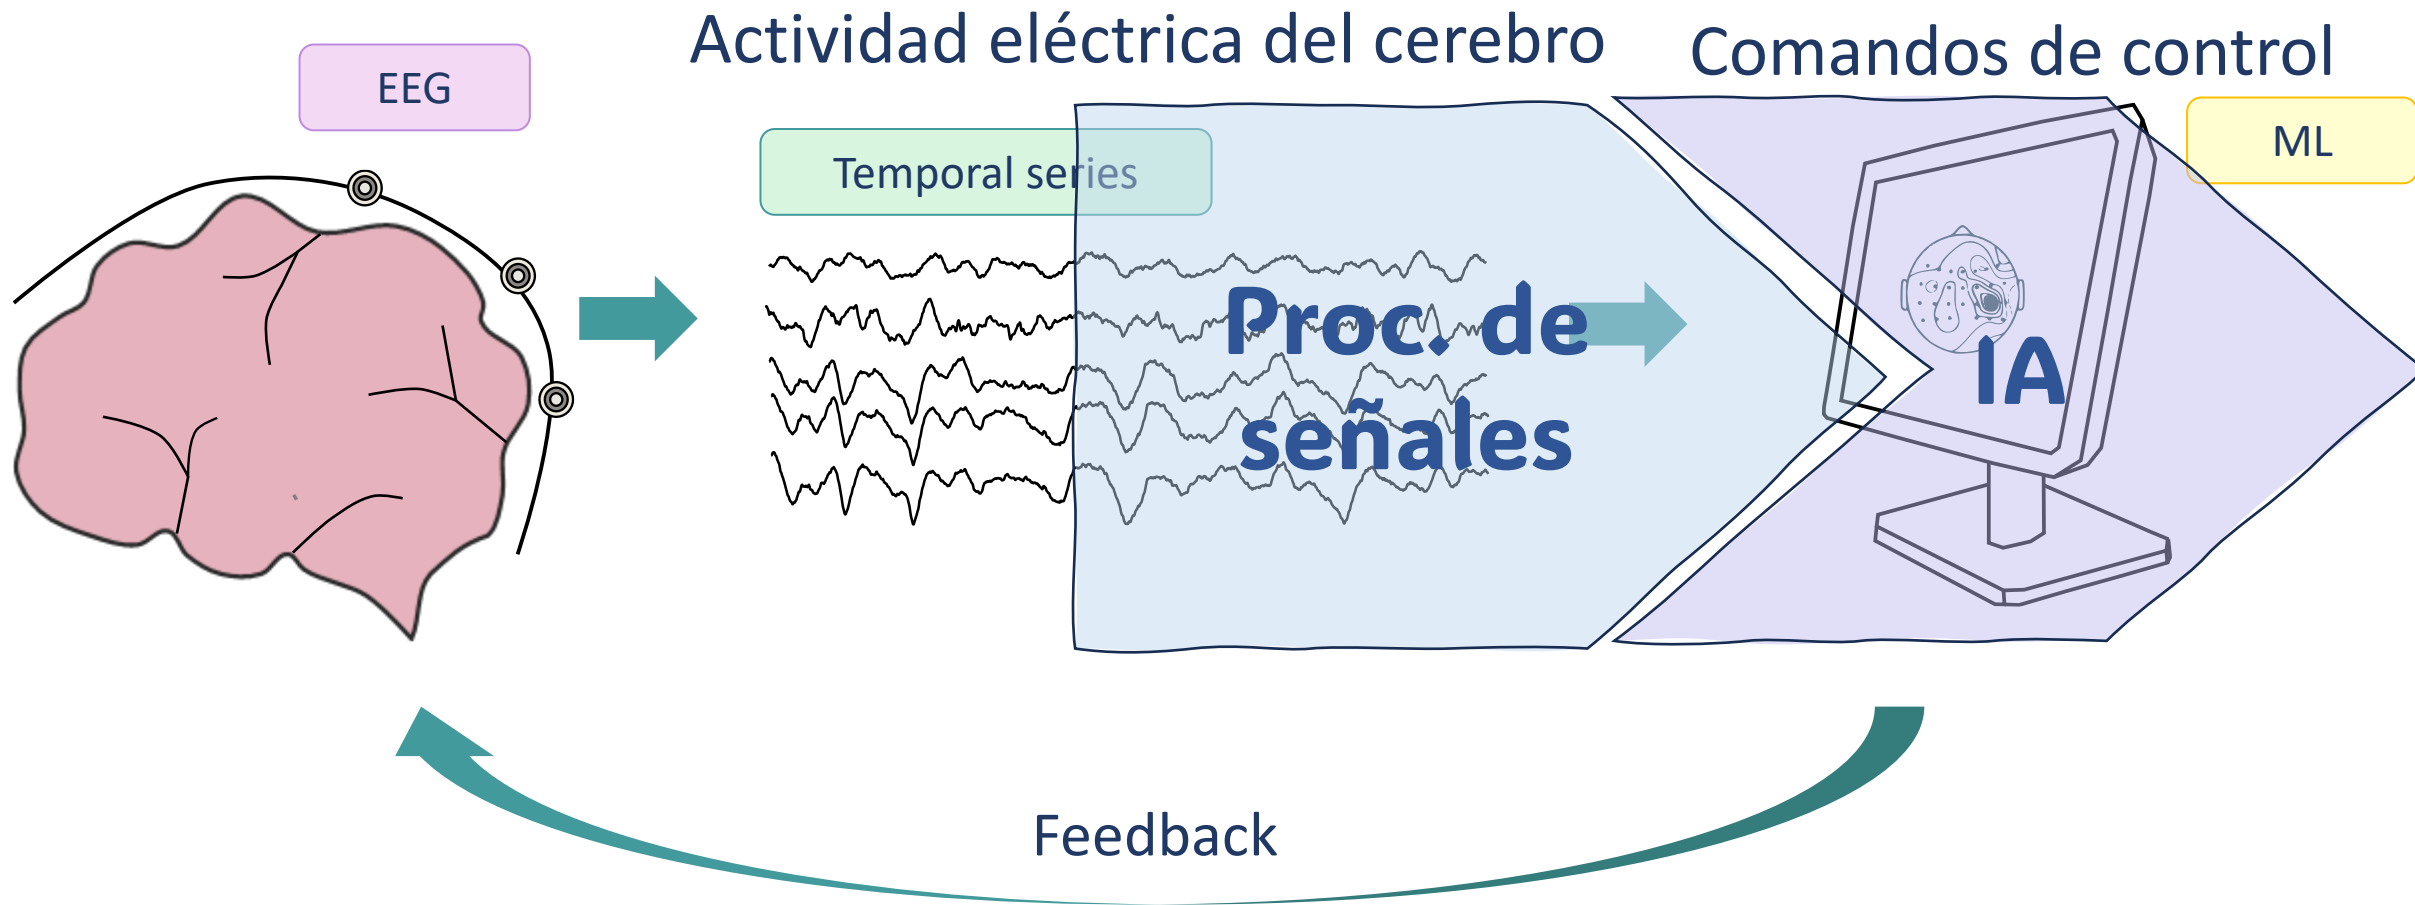 Actividad eléctrica del cerebro
Comandos de control
EEG
ML
Temporal series
Proc. de
señales
IA
Feedback